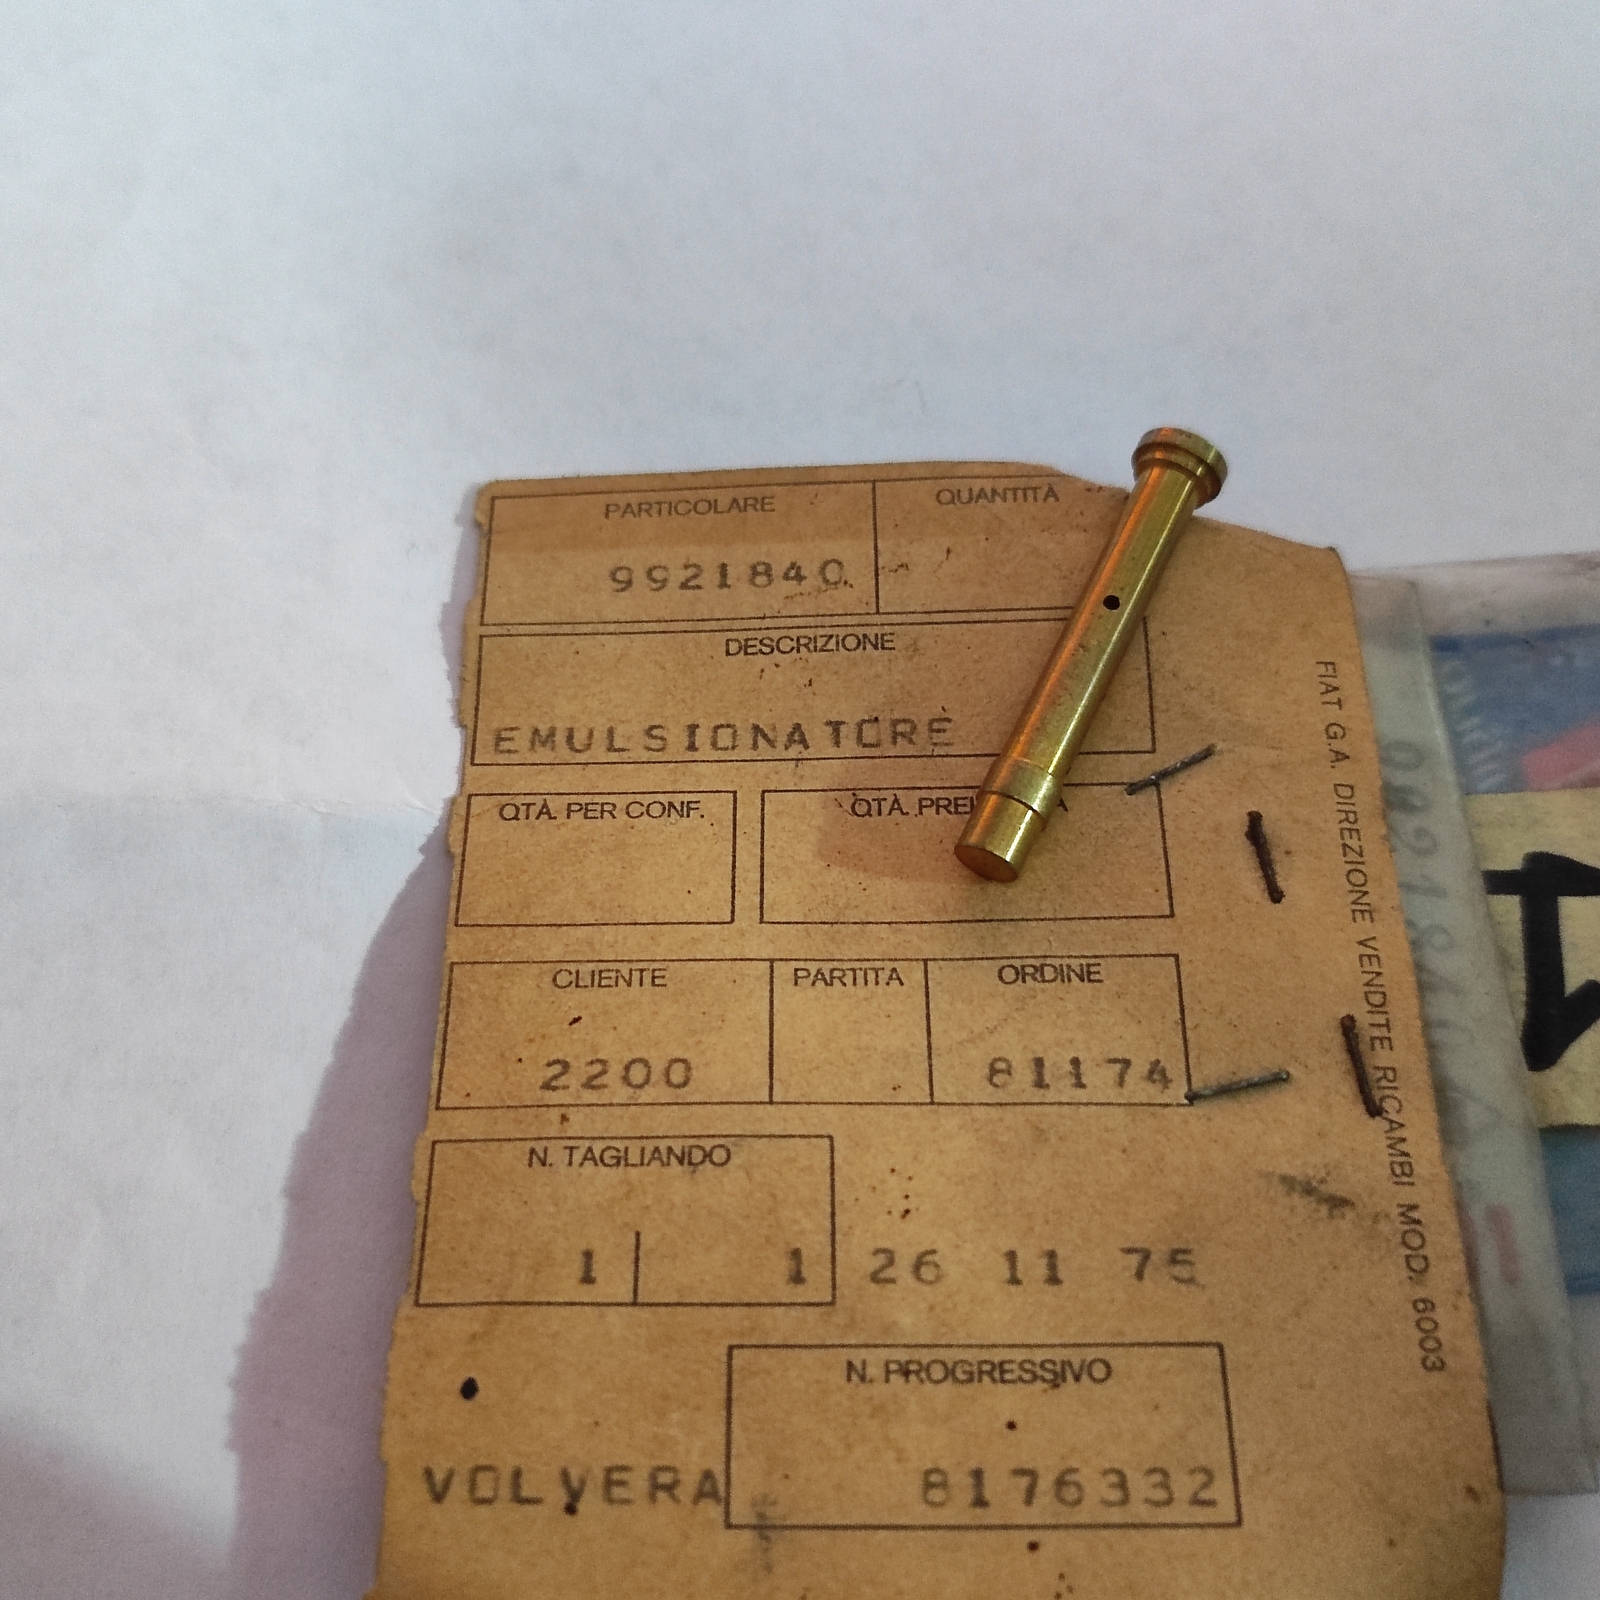 PARTICOLARE QUANTITÀ
9921840
DESCRIZIONE
EMULSIONATORE
QTÀ. PER CONF. QTÀ.
CLIENTE PARTITA ORDINE
2200 81174
N. TAGLIANDO
1 1 26 11 75
N. PROGRESSIVO
VOLVERA 8176332
FIAT G.A. DIREZIONE VENDITE RICAMBI MOD. 6003